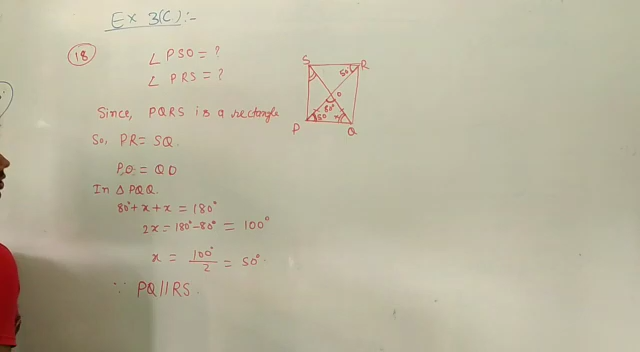 Ex 3(C):-
18
∠ PSO = ?
∠ PRS = ?
Since, PQRS is a rectangle
So, PR = SQ.
PO = QO
In △ POQ.
80° + x + x = 180°
2x = 180° - 80° = 100°
x = 100°/2 = 50°.
∵ PQ // RS.
S R
50°
O
80°
50 x
P Q